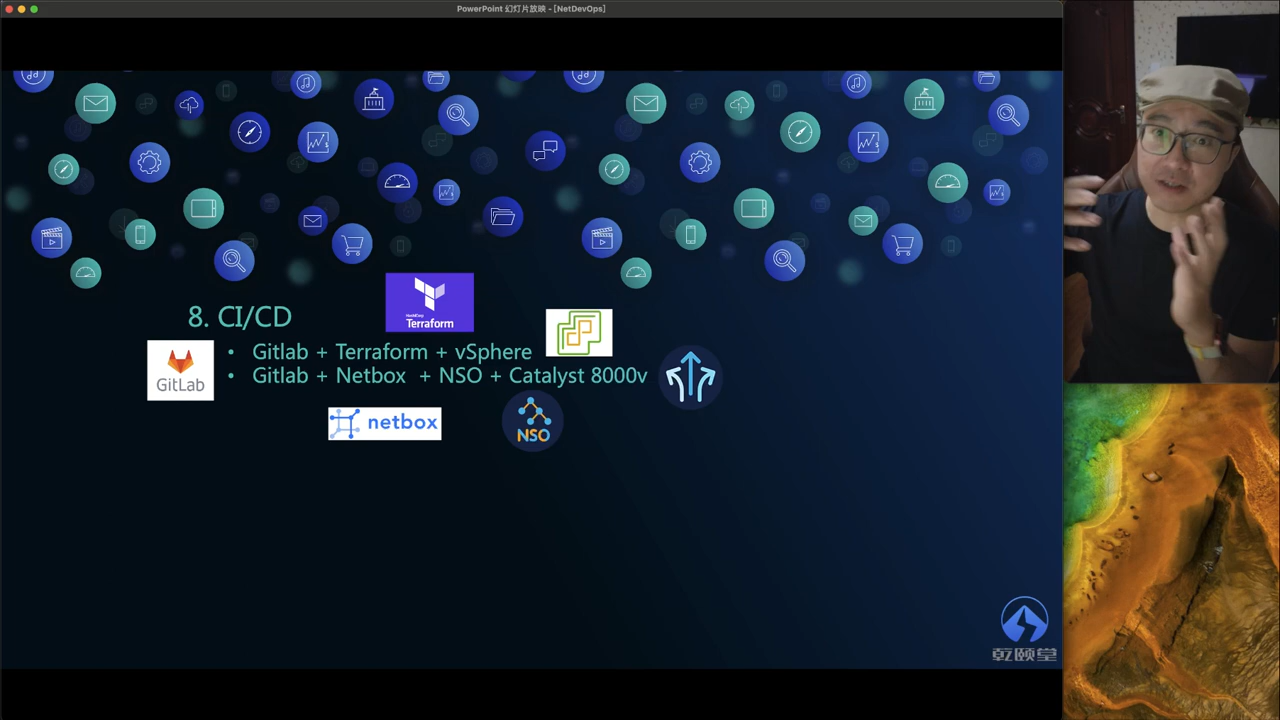 PowerPoint 幻灯片放映 - [NetDevOps]
8. CI/CD
HashiCorp
Terraform
• Gitlab + Terraform + vSphere
• Gitlab + Netbox + NSO + Catalyst 8000v
GitLab
netbox
NSO
乾颐堂